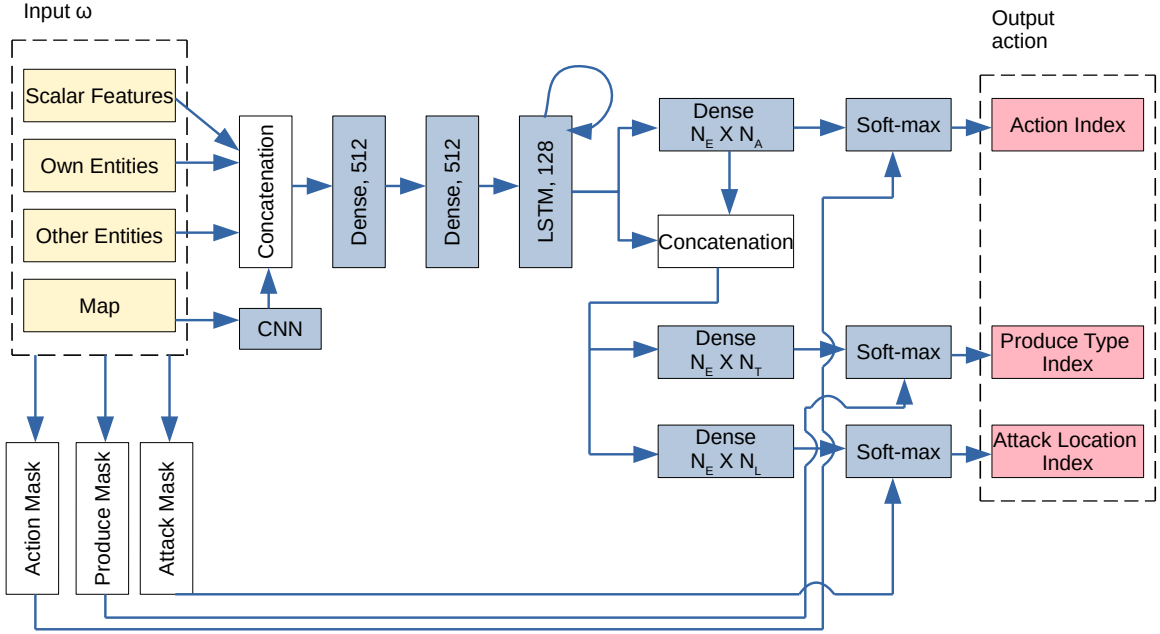 Input ω
Output
action
Scalar Features
Own Entities
Other Entities
Map
Concatenation
CNN
Dense, 512
Dense, 512
LSTM, 128
Dense
N_E X N_A
Soft-max
Action Index
Concatenation
Dense
N_E X N_T
Soft-max
Produce Type
Index
Dense
N_E X N_L
Soft-max
Attack Location
Index
Action Mask
Produce Mask
Attack Mask